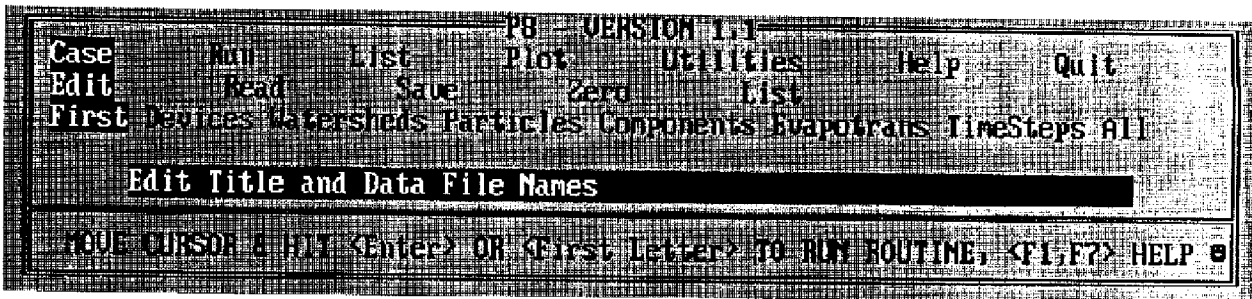 P8 - VERSION 1.1
Case Run List Plot Utilities Help Quit
Edit Read Save Zero List
First Devices Watersheds Particles Components Evapotrans TimeSteps All
Edit Title and Data File Names
MOVE CURSOR & HIT <Enter> OR <First Letter> TO RUN ROUTINE, <F1,F7> HELP